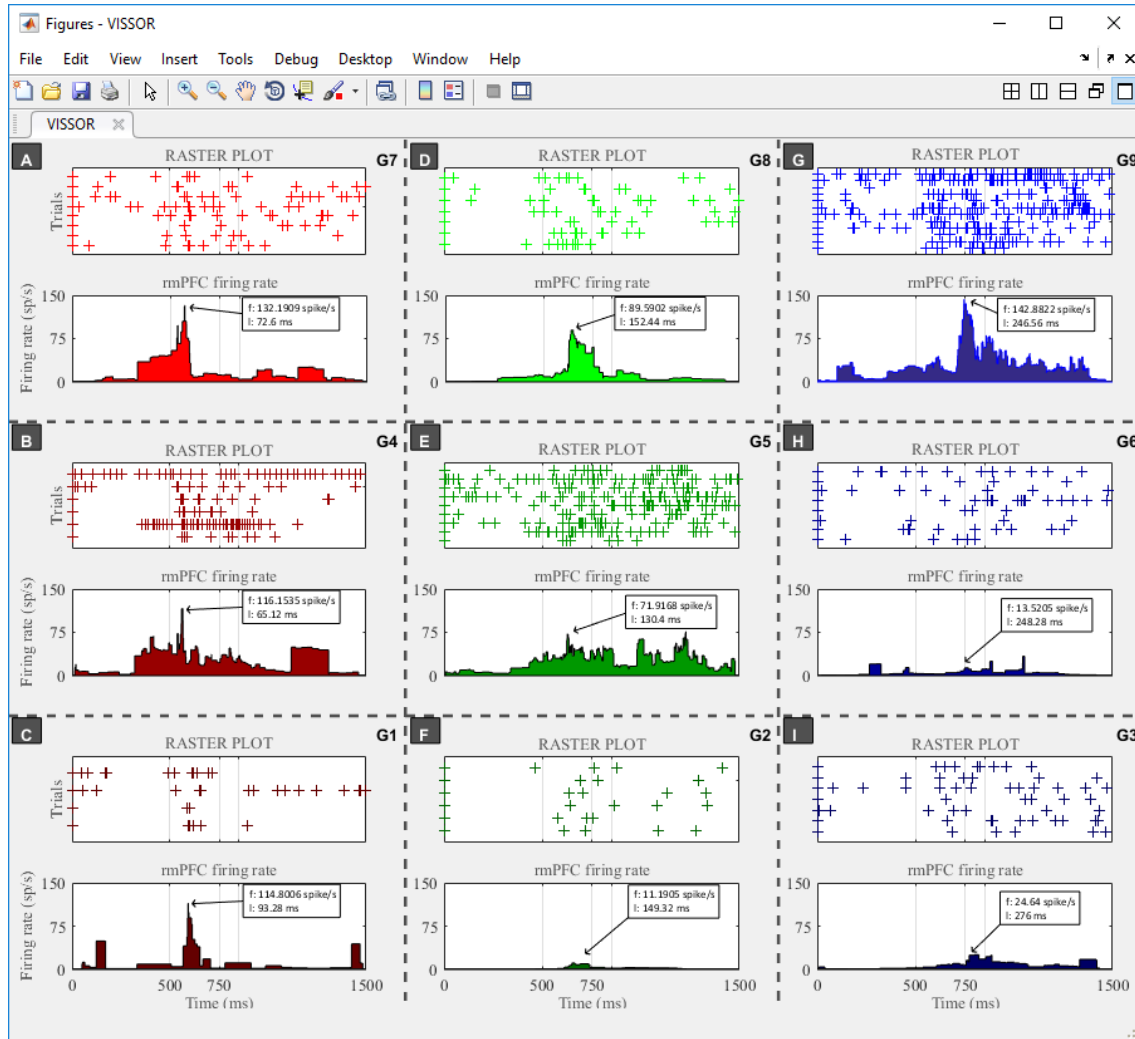 Figures - VISSOR
File Edit View Insert Tools Debug Desktop Window Help
VISSOR
A RASTER PLOT G7
Trials
rmPFC firing rate
Firing rate (sp/s)
150
75
0
f: 132.1909 spike/s
l: 72.6 ms
D RASTER PLOT G8
rmPFC firing rate
f: 89.5902 spike/s
l: 152.44 ms
G RASTER PLOT G9
rmPFC firing rate
150
75
0
f: 142.8822 spike/s
l: 246.56 ms
B RASTER PLOT G4
Trials
rmPFC firing rate
Firing rate (sp/s)
150
75
0
f: 116.1535 spike/s
l: 65.12 ms
E RASTER PLOT G5
rmPFC firing rate
150
75
0
f: 71.9168 spike/s
l: 130.4 ms
H RASTER PLOT G6
rmPFC firing rate
150
75
0
f: 13.5205 spike/s
l: 248.28 ms
C RASTER PLOT G1
Trials
rmPFC firing rate
Firing rate (sp/s)
150
75
0
f: 114.8006 spike/s
l: 93.28 ms
0 500 750 1500
Time (ms)
F RASTER PLOT G2
rmPFC firing rate
150
75
0
f: 11.1905 spike/s
l: 149.32 ms
500 750 1500
Time (ms)
I RASTER PLOT G3
rmPFC firing rate
150
75
0
f: 24.64 spike/s
l: 276 ms
0 500 750 1500
Time (ms)